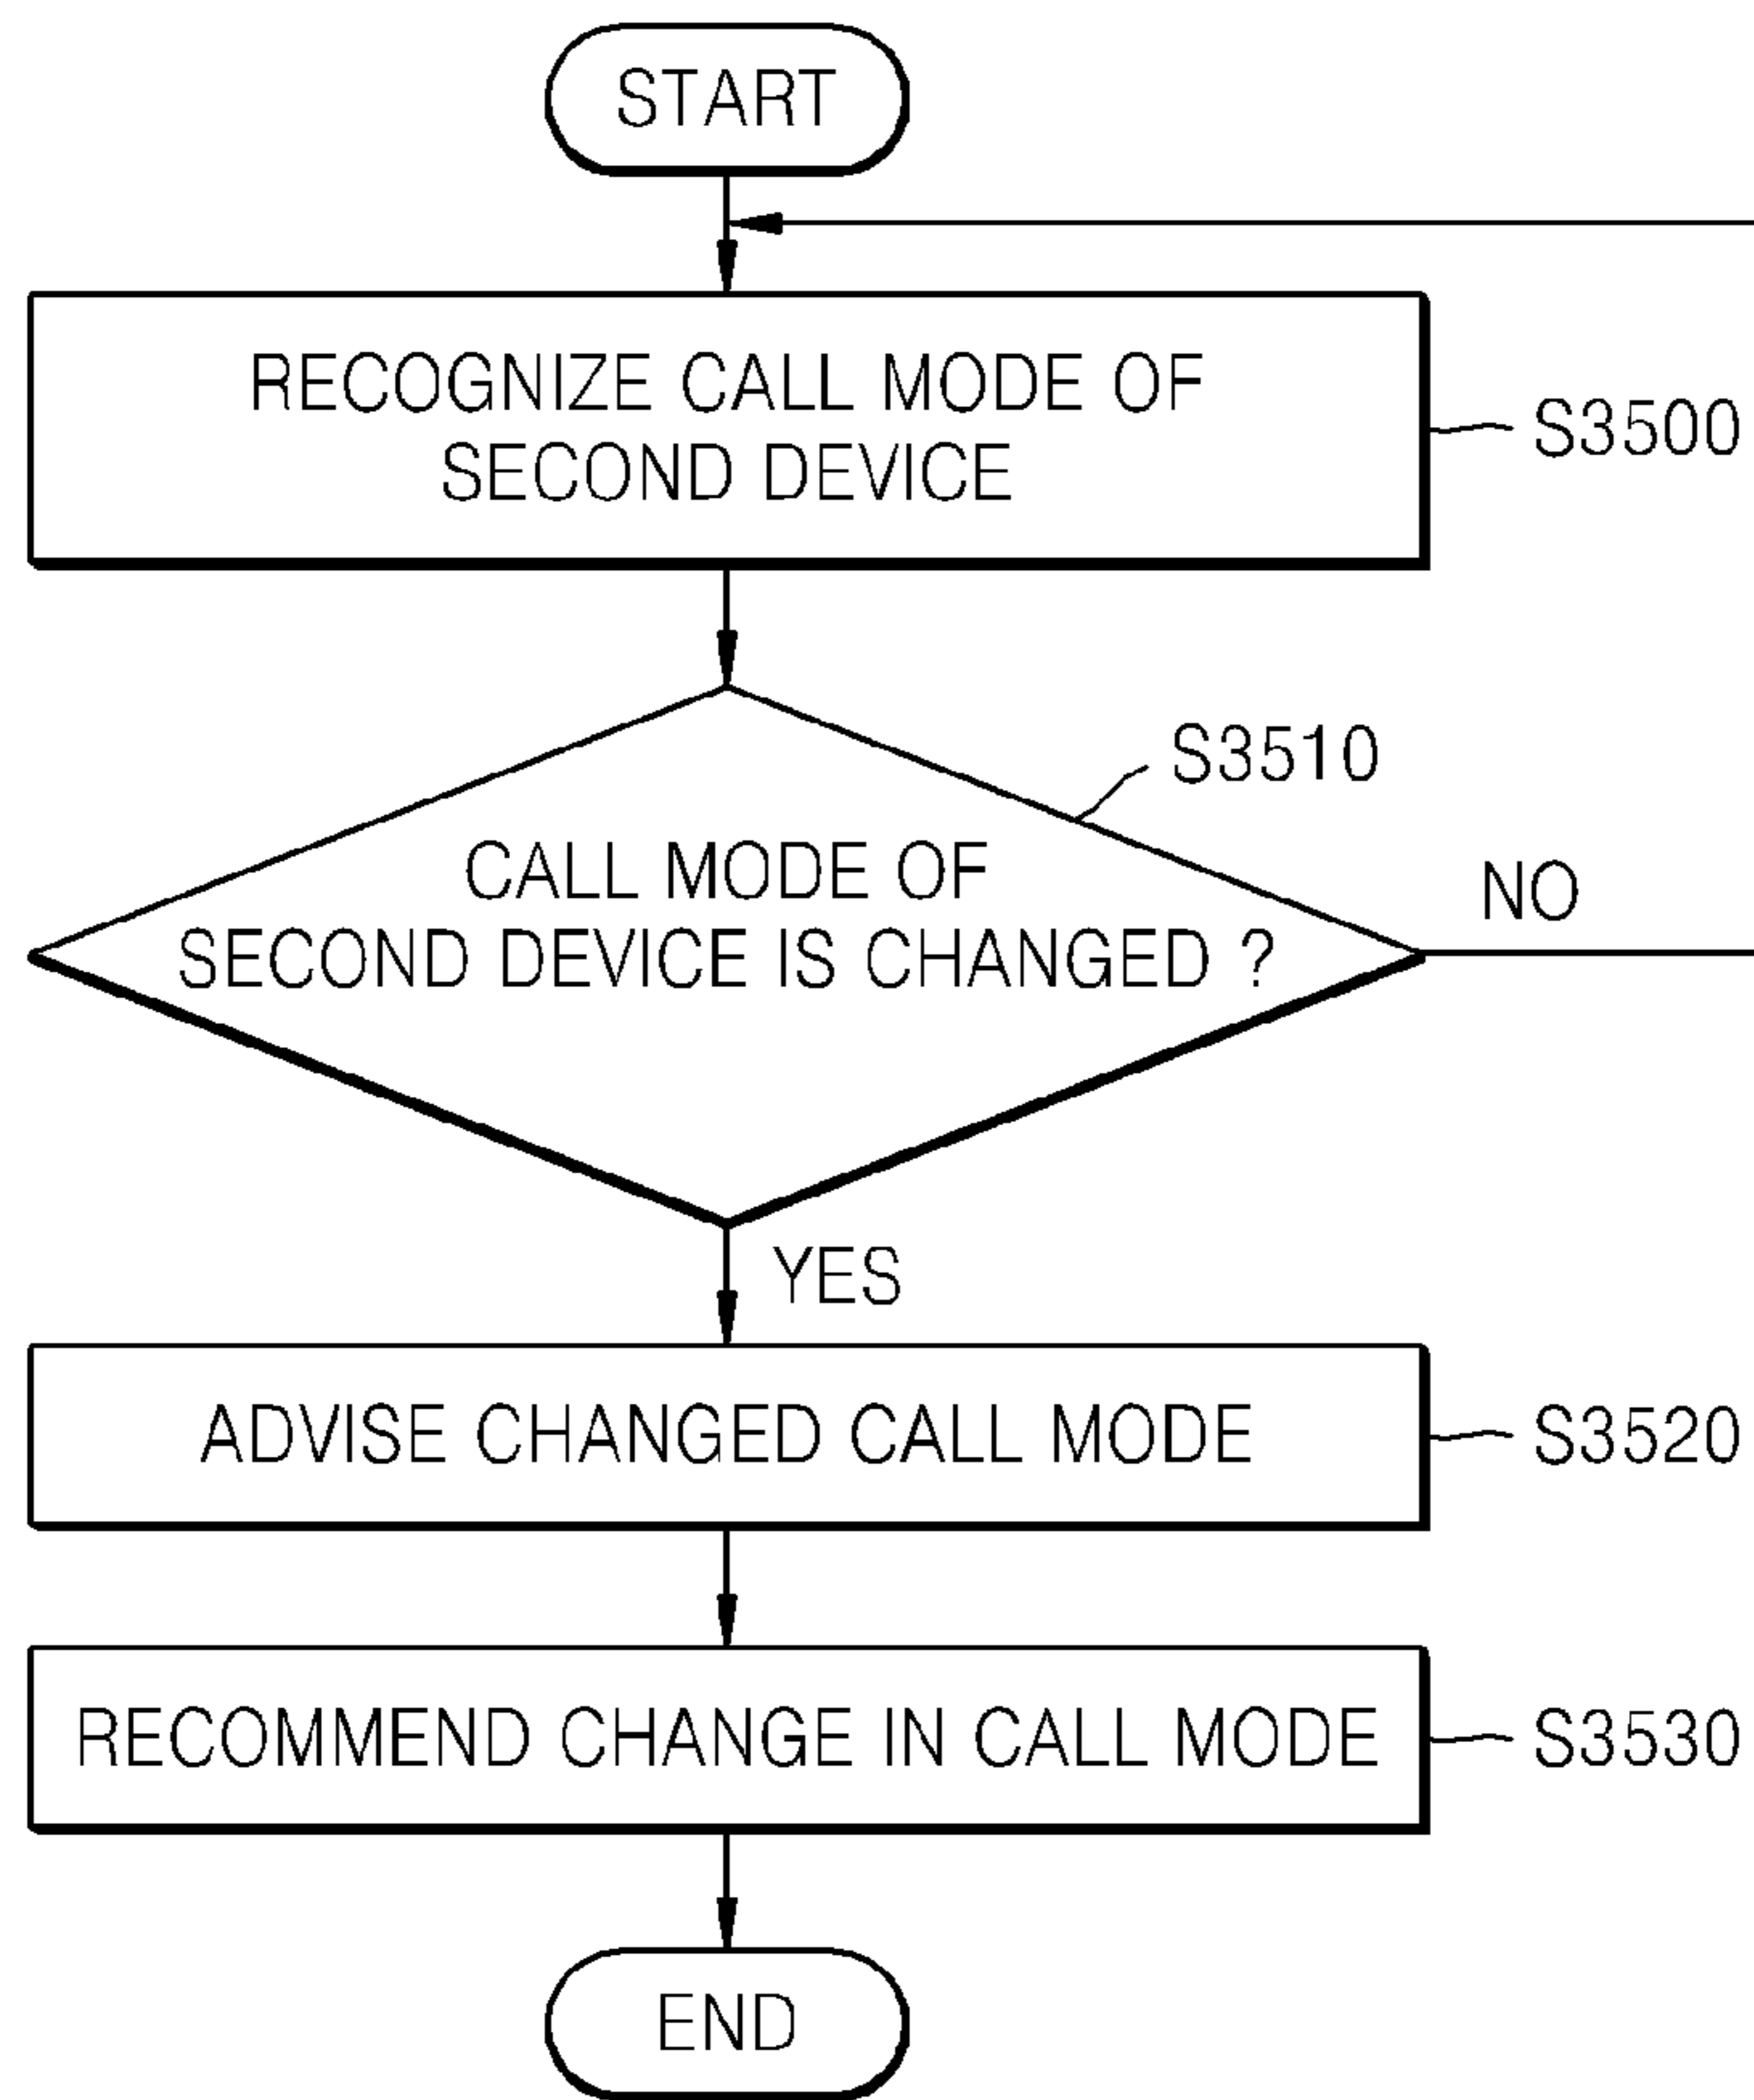 START
RECOGNIZE CALL MODE OF
SECOND DEVICE
S3500
S3510
CALL MODE OF
SECOND DEVICE IS CHANGED ?
NO
YES
ADVISE CHANGED CALL MODE
S3520
RECOMMEND CHANGE IN CALL MODE
S3530
END